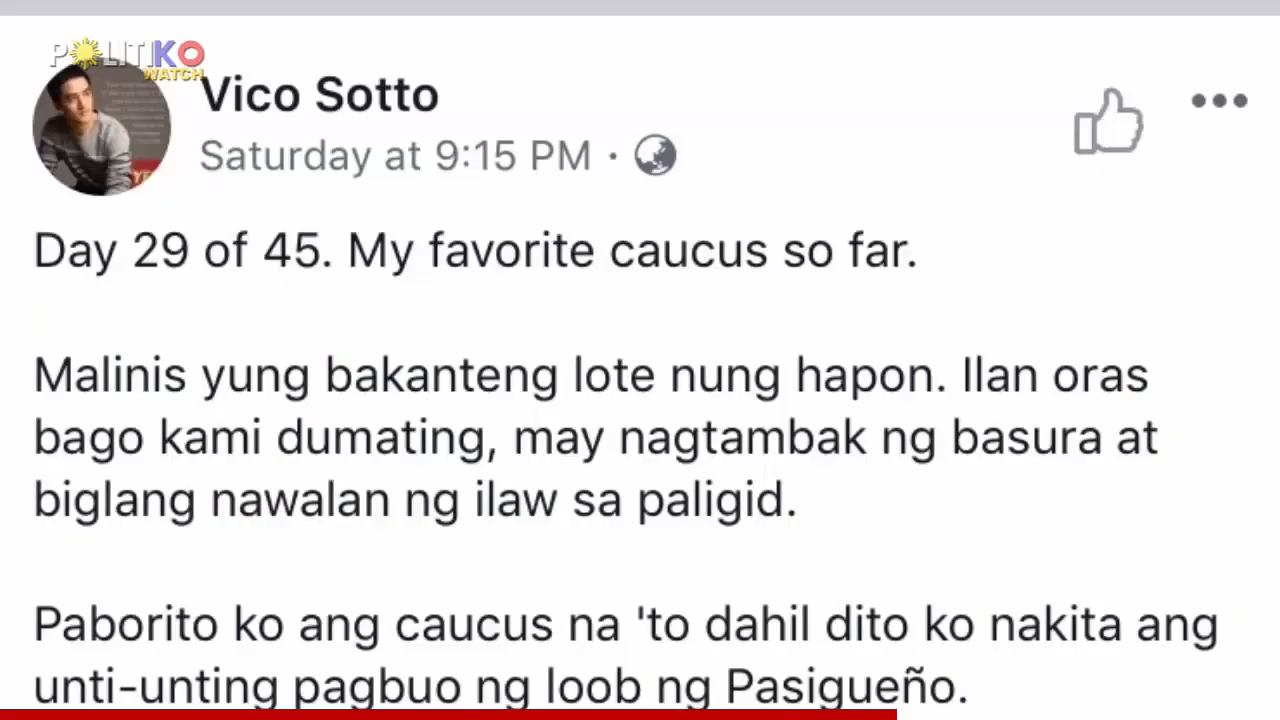 POLITIKO
WATCH
Vico Sotto
Saturday at 9:15 PM ·
Day 29 of 45. My favorite caucus so far.
Malinis yung bakanteng lote nung hapon. Ilan oras
bago kami dumating, may nagtambak ng basura at
biglang nawalan ng ilaw sa paligid.
Paborito ko ang caucus na 'to dahil dito ko nakita ang
unti-unting pagbuo ng loob ng Pasigueño.